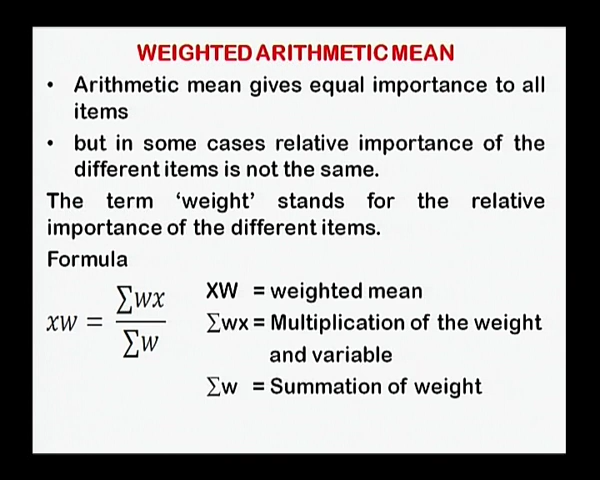 WEIGHTED ARITHMETIC MEAN
• Arithmetic mean gives equal importance to all
items
• but in some cases relative importance of the
different items is not the same.
The term ‘weight’ stands for the relative
importance of the different items.
Formula
xw = ∑wx / ∑w
XW = weighted mean
∑wx = Multiplication of the weight
and variable
∑w = Summation of weight